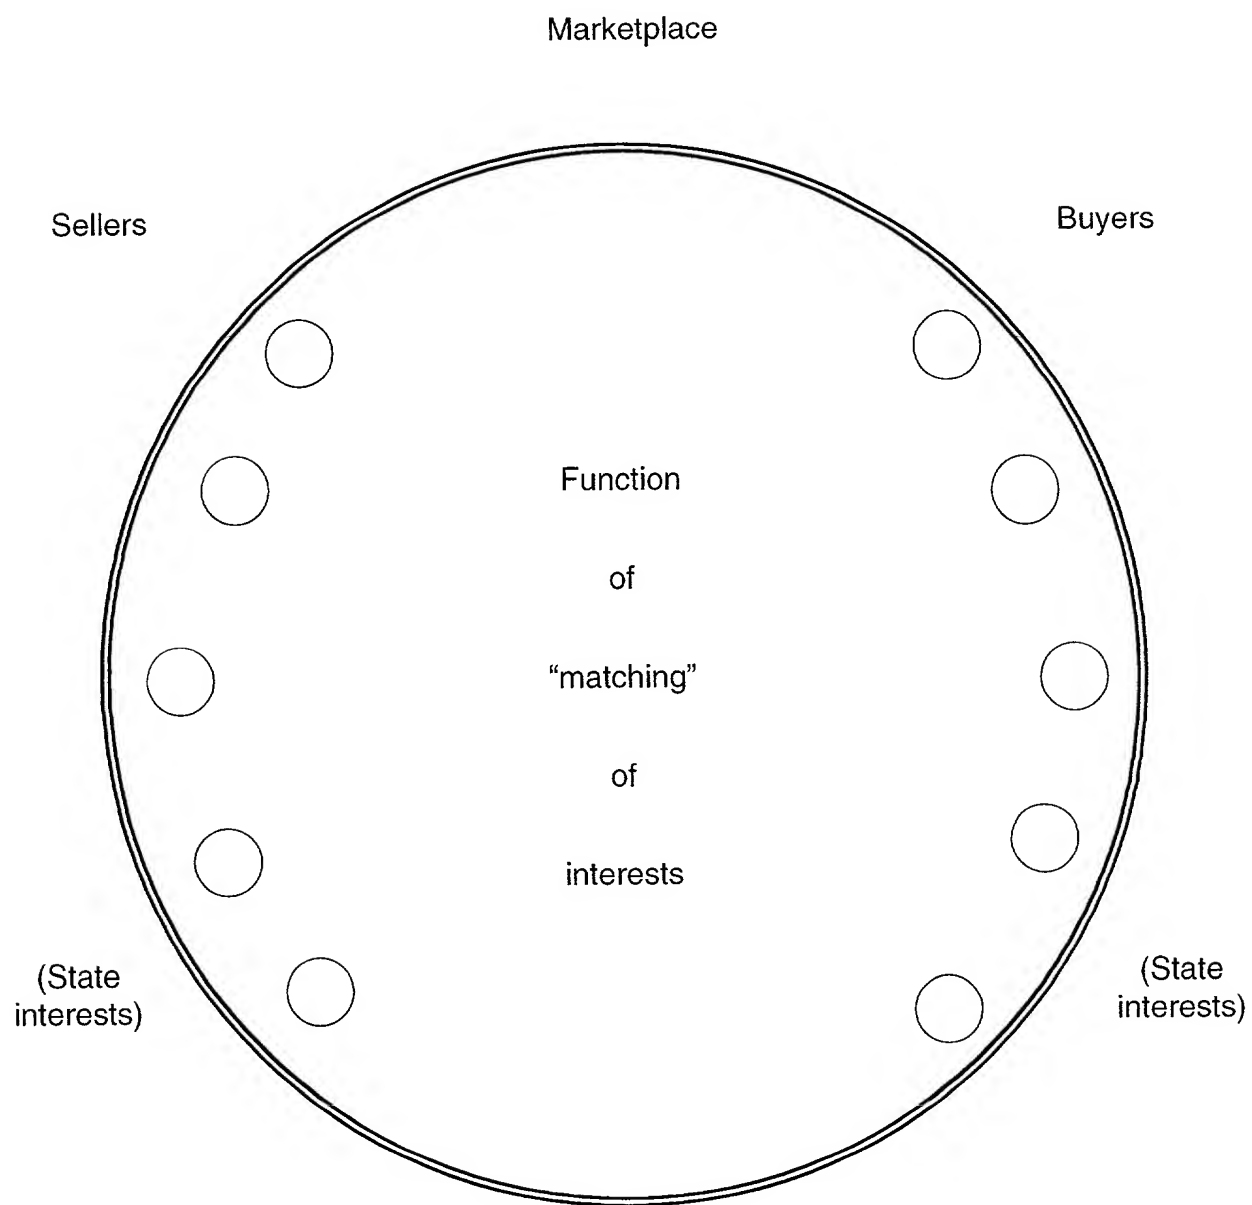 Marketplace
Sellers
Buyers
Function
of
“matching”
of
interests
(State
interests)
(State
interests)